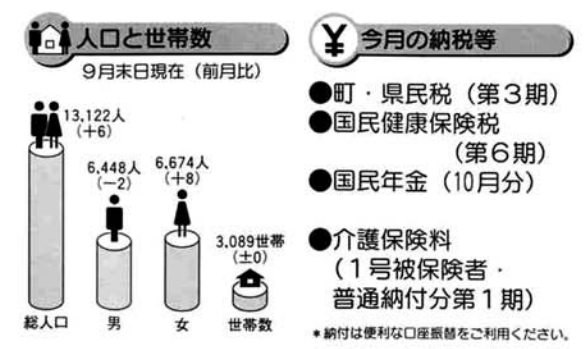 人口と世帯数
9月末日現在（前月比）
13,122人
（+6）
6,448人
（−2）
6,674人
（+8）
3,089世帯
（±0）
総人口
男
女
世帯数
¥ 今月の納税等
●町・県民税（第3期）
●国民健康保険税
（第6期）
●国民年金（10月分）
●介護保険料
（1号被保険者・
普通納付分第1期）
*納付は便利な口座振替をご利用ください。